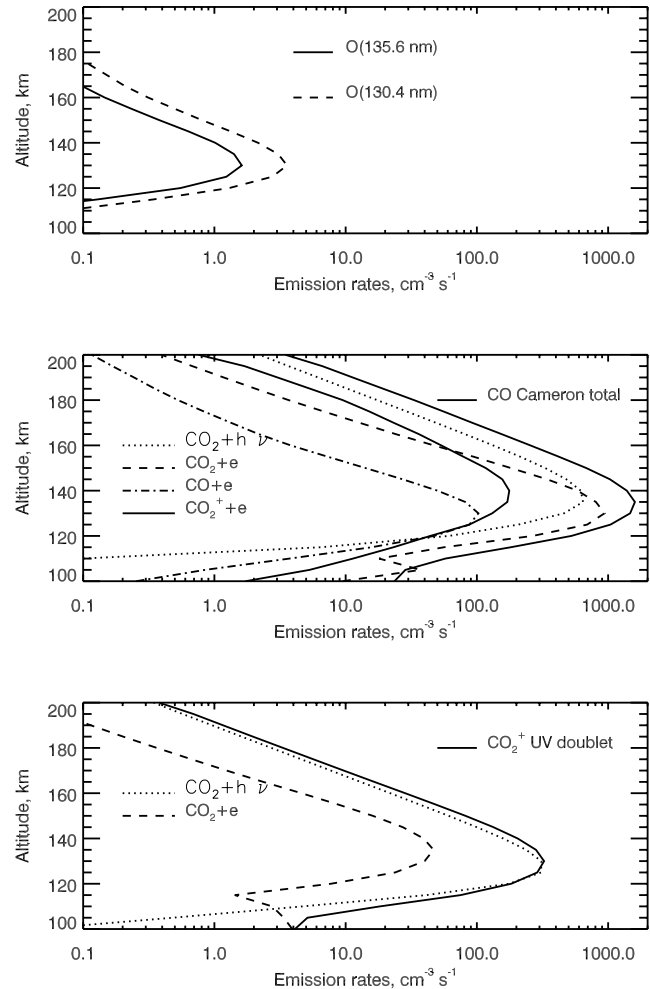 200
180
160
140
120
100
Altitude, km
O(135.6 nm)
O(130.4 nm)
0.1 1.0 10.0 100.0 1000.0
Emission rates, cm⁻³ s⁻¹
200
180
160
140
120
100
Altitude, km
CO Cameron total
CO₂+h ν
CO₂+e
CO+e
CO₂⁺+e
0.1 1.0 10.0 100.0 1000.0
Emission rates, cm⁻³ s⁻¹
200
180
160
140
120
100
Altitude, km
CO₂⁺ UV doublet
CO₂+h ν
CO₂+e
0.1 1.0 10.0 100.0 1000.0
Emission rates, cm⁻³ s⁻¹